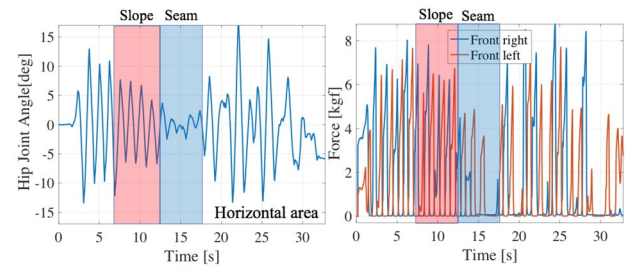 Slope Seam
15
10
5
0
-5
-10
-15
Hip Joint Angle[deg]
Horizontal area
0 5 10 15 20 25 30
Time [s]
Slope Seam
Front right
Front left
8
6
4
2
0
Force [kgf]
0 5 10 15 20 25 30
Time [s]